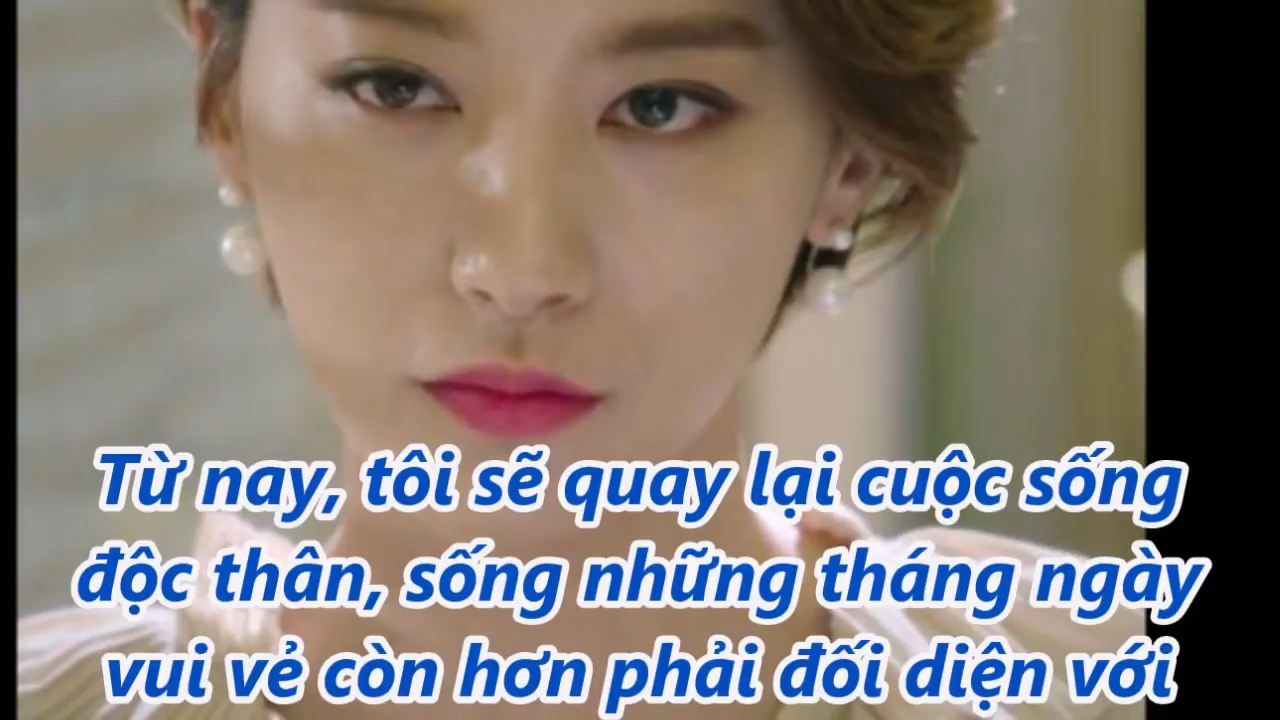 Từ nay, tôi sẽ quay lại cuộc sống
độc thân, sống những tháng ngày
vui vẻ còn hơn phải đối diện với